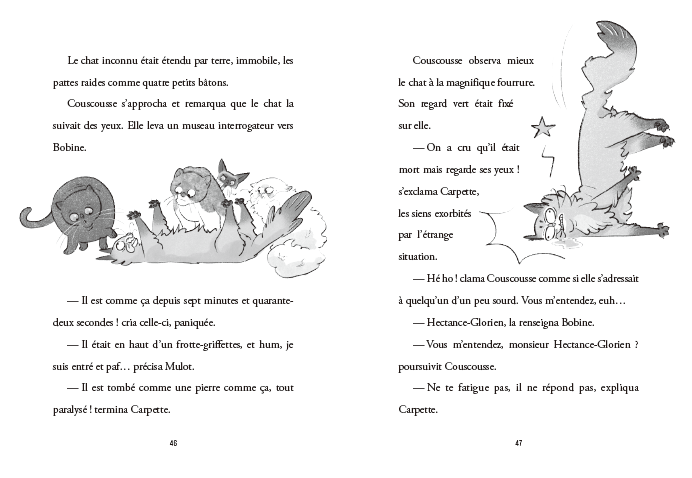 Le chat inconnu était étendu par terre, immobile, les
pattes raides comme quatre petits bâtons.
Couscousse s'approcha et remarqua que le chat la
suivait des yeux. Elle leva un museau interrogateur vers
Bobine.
— Il est comme ça depuis sept minutes et quarante-
deux secondes ! cria celle-ci, paniquée.
— Il était en haut d'un frotte-griffettes, et hum, je
suis entré et paf… précisa Mulot.
— Il est tombé comme une pierre comme ça, tout
paralysé ! termina Carpette.
46
Couscousse observa mieux
le chat à la magnifique fourrure.
Son regard vert était fixé
sur elle.
— On a cru qu'il était
mort mais regarde ses yeux !
s'exclama Carpette,
les siens exorbités
par l'étrange
situation.
— Hé ho ! clama Couscousse comme si elle s'adressait
à quelqu'un d'un peu sourd. Vous m'entendez, euh…
— Hectance-Glorien, la renseigna Bobine.
— Vous m'entendez, monsieur Hectance-Glorien ?
poursuivit Couscousse.
— Ne te fatigue pas, il ne répond pas, expliqua
Carpette.
47